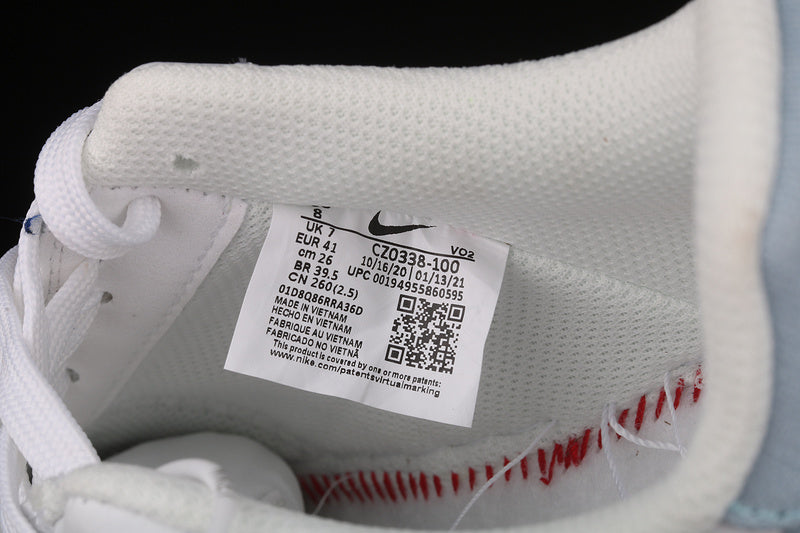 8
UK 7
EUR 41
cm 26
BR 39.5
CN 260(2.5)
VO2
CZ0338-100
10/16/20 | 01/13/21
UPC 00194955860595
01D8Q86RRA36D
MADE IN VIETNAM
HECHO EN VIETNAM
FABRIQUE AU VIETNAM
FABRICADO NO VIETNÃ
This product is covered by one or more patents:
www.nike.com/patentsvirtualmarking